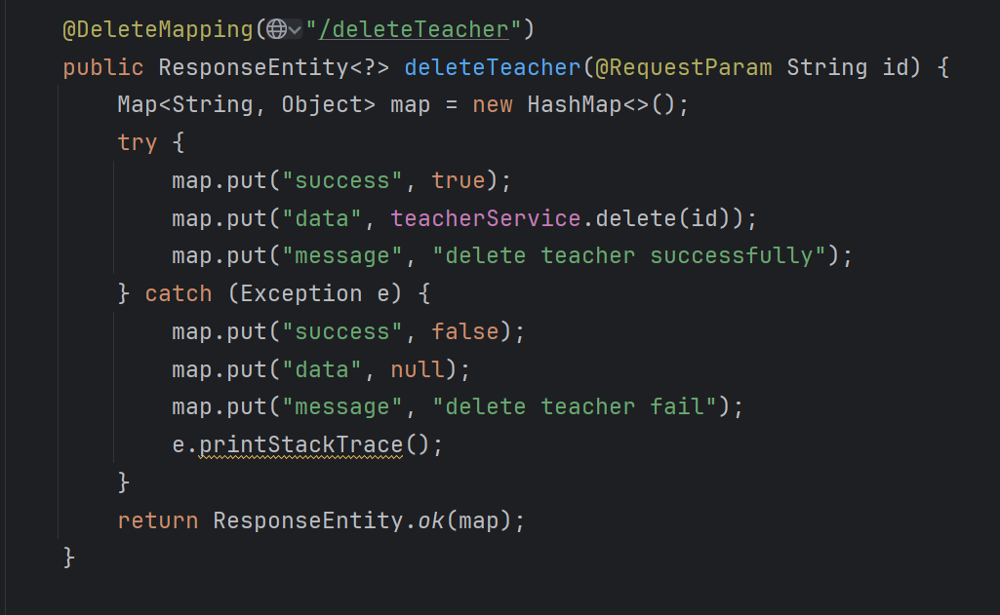 @DeleteMapping("/deleteTeacher")
public ResponseEntity<?> deleteTeacher(@RequestParam String id) {
    Map<String, Object> map = new HashMap<>();
    try {
        map.put("success", true);
        map.put("data", teacherService.delete(id));
        map.put("message", "delete teacher successfully");
    } catch (Exception e) {
        map.put("success", false);
        map.put("data", null);
        map.put("message", "delete teacher fail");
        e.printStackTrace();
    }
    return ResponseEntity.ok(map);
}